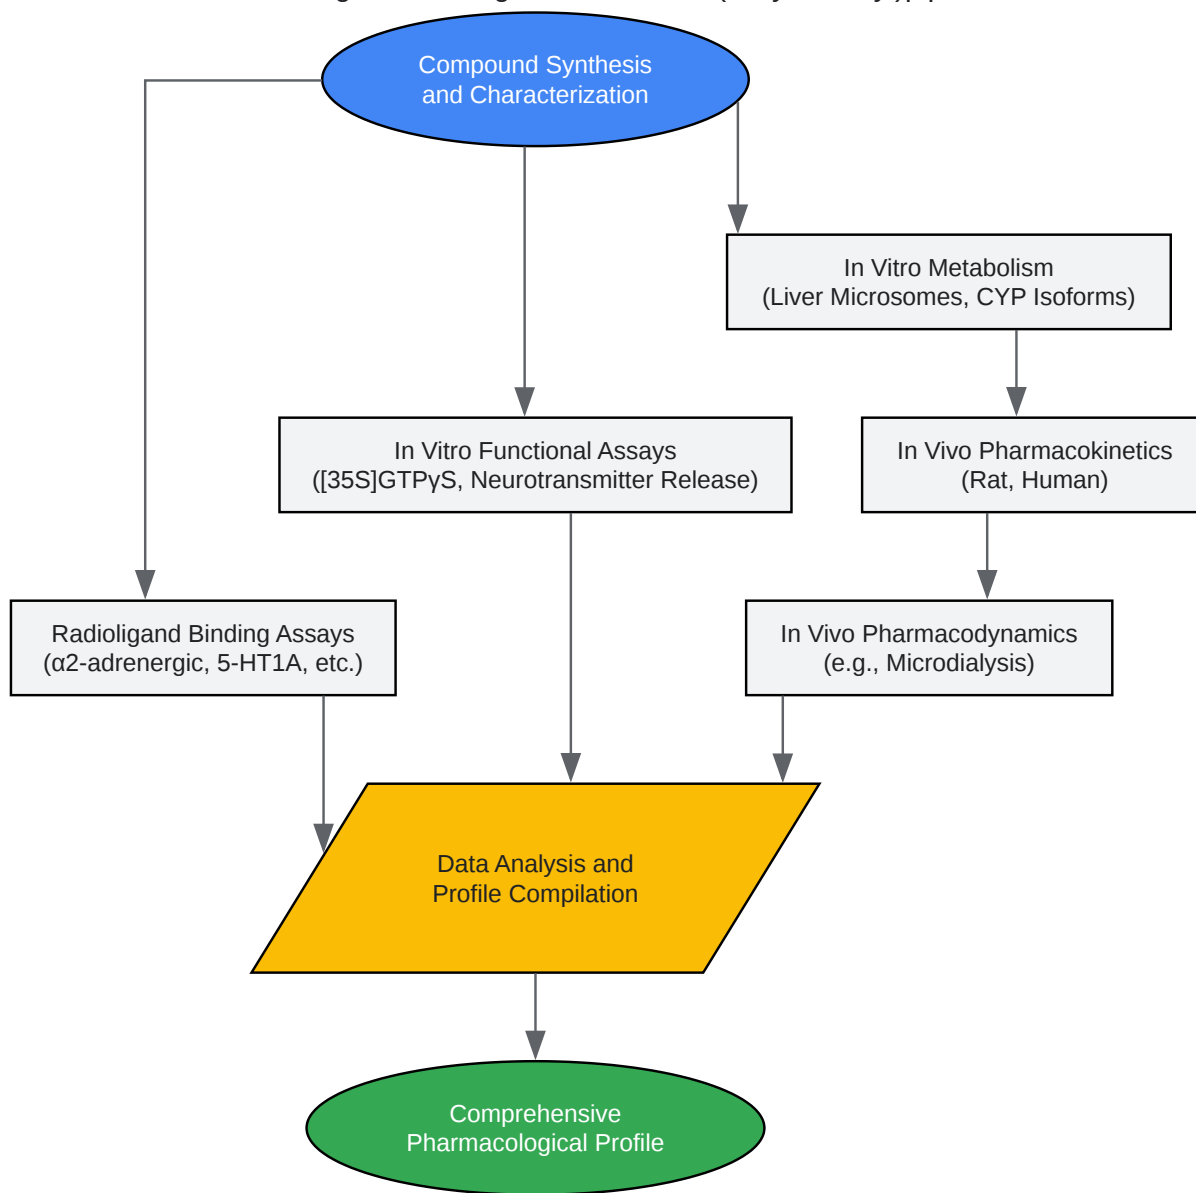 Compound Synthesis
and Characterization
In Vitro Metabolism
(Liver Microsomes, CYP Isoforms)
In Vitro Functional Assays
([35S]GTPγS, Neurotransmitter Release)
In Vivo Pharmacokinetics
(Rat, Human)
Radioligand Binding Assays
(α2-adrenergic, 5-HT1A, etc.)
In Vivo Pharmacodynamics
(e.g., Microdialysis)
Data Analysis and
Profile Compilation
Comprehensive
Pharmacological Profile